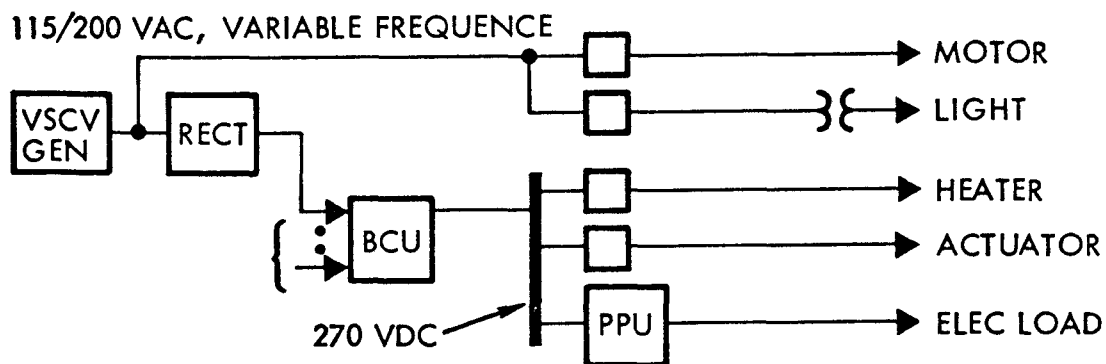 115/200 VAC, VARIABLE FREQUENCE
MOTOR
VSCV
GEN
RECT
LIGHT
HEATER
BCU
ACTUATOR
270 VDC
PPU
ELEC LOAD